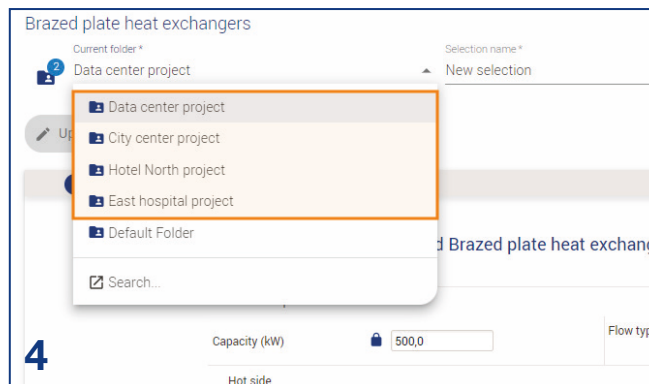 Brazed plate heat exchangers
Current folder *
Selection name *
2
Data center project
New selection
Data center project
City center project
Hotel North project
East hospital project
Default Folder
Search...
Brazed plate heat
Capacity (kW)
500,0
Flow
4
Hot side